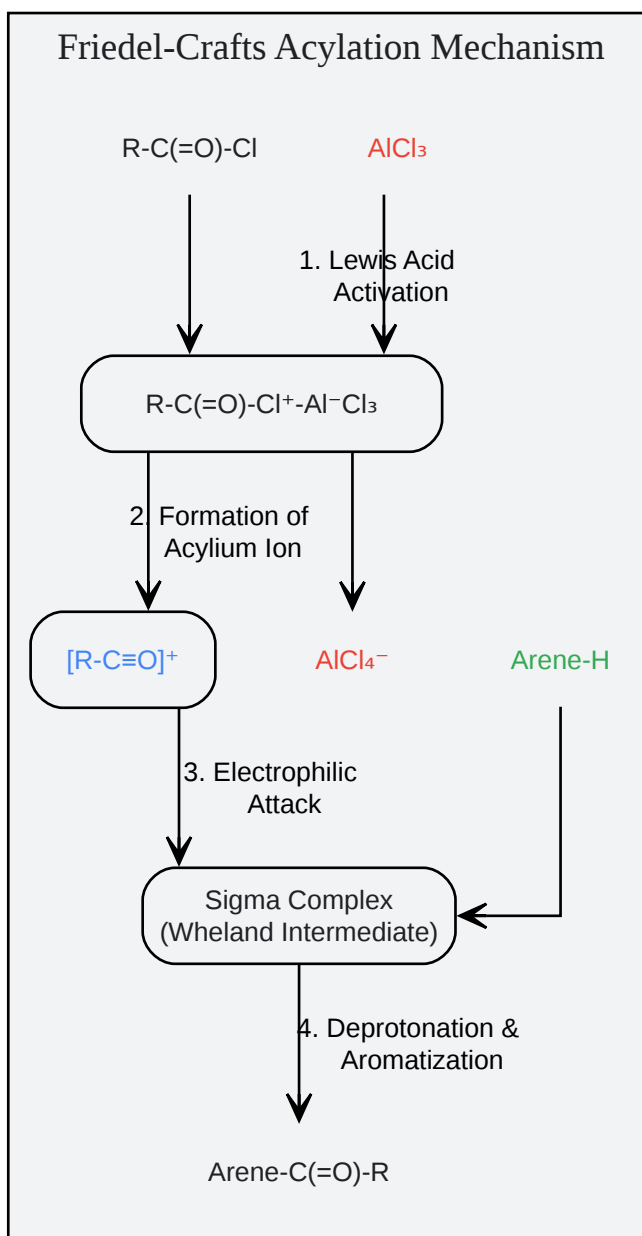 Friedel-Crafts Acylation Mechanism
R-C(=O)-Cl
AlCl₃
1. Lewis Acid
Activation
R-C(=O)-Cl⁺-Al⁻Cl₃
2. Formation of
Acylium Ion
[R-C≡O]⁺
AlCl₄⁻
Arene-H
3. Electrophilic
Attack
Sigma Complex
(Wheland Intermediate)
4. Deprotonation &
Aromatization
Arene-C(=O)-R